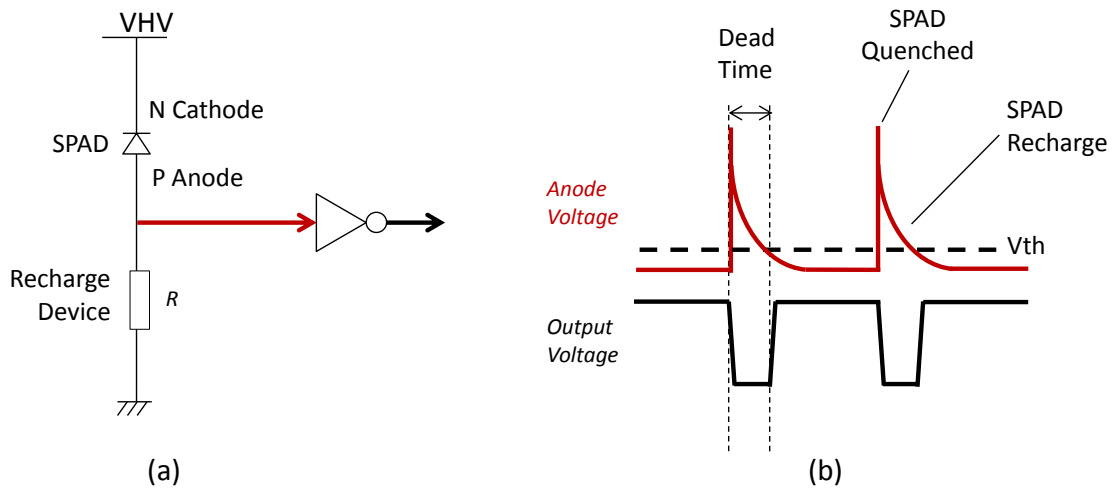 VHV
N Cathode
SPAD
P Anode
Recharge
Device
R
(a)
Dead
Time
SPAD
Quenched
SPAD
Recharge
Anode
Voltage
Vth
Output
Voltage
(b)